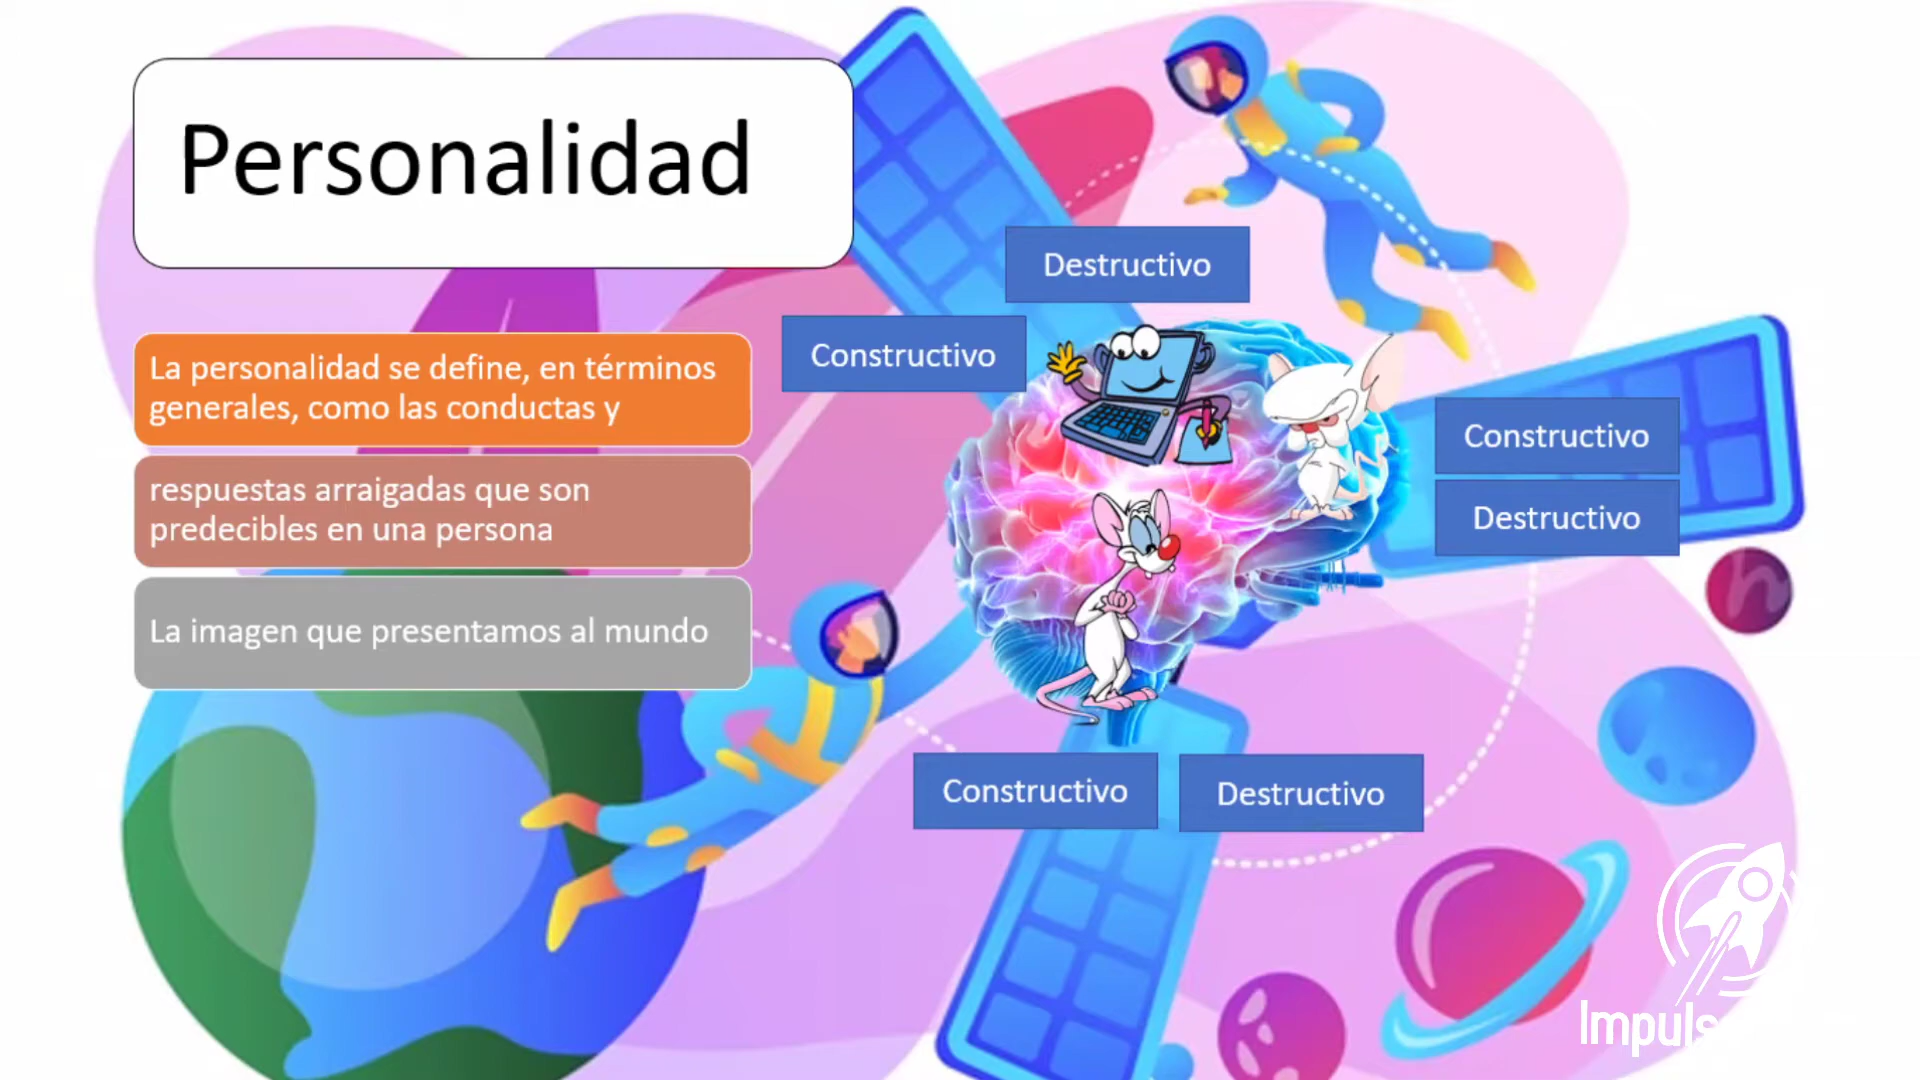 Personalidad
La personalidad se define, en términos
generales, como las conductas y
respuestas arraigadas que son
predecibles en una persona
La imagen que presentamos al mundo
Destructivo
Constructivo
Constructivo
Destructivo
Constructivo
Destructivo